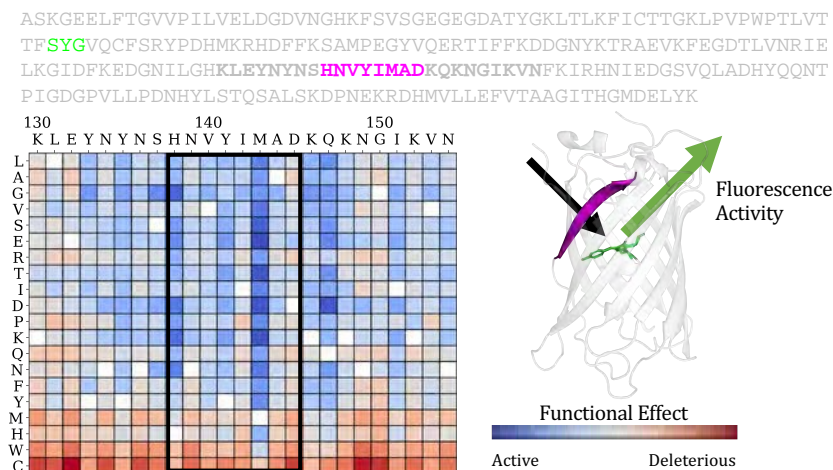 ASKGEELFTGVVPILVELDGDVNGHKFSVSGEGEGDATYGKLTLKFICTTGKLPVPWPTLVT
TFSYGVQCFSRYPDHMKRHDFFKSAMPEGYVQERTIFFKDDGNYKTRAEVKFEGDTLVNRIE
LKGIDFKEDGNILGHKLEYNYNSHNVYIMADKQKNGIKVNFKIRHNIEDGSVQLADHYQQNT
PIGDGPVLLPDNHYLSTQSALSKDPNEKRDHMVLLEFVTAAGITHGMDELYK
130 140 150
K L E Y N Y N S H N V Y I M A D K Q K N G I K V N
L
A
G
V
S
E
R
T
I
D
P
K
Q
N
F
Y
M
H
W
C
Fluorescence
Activity
Functional Effect
Active Deleterious